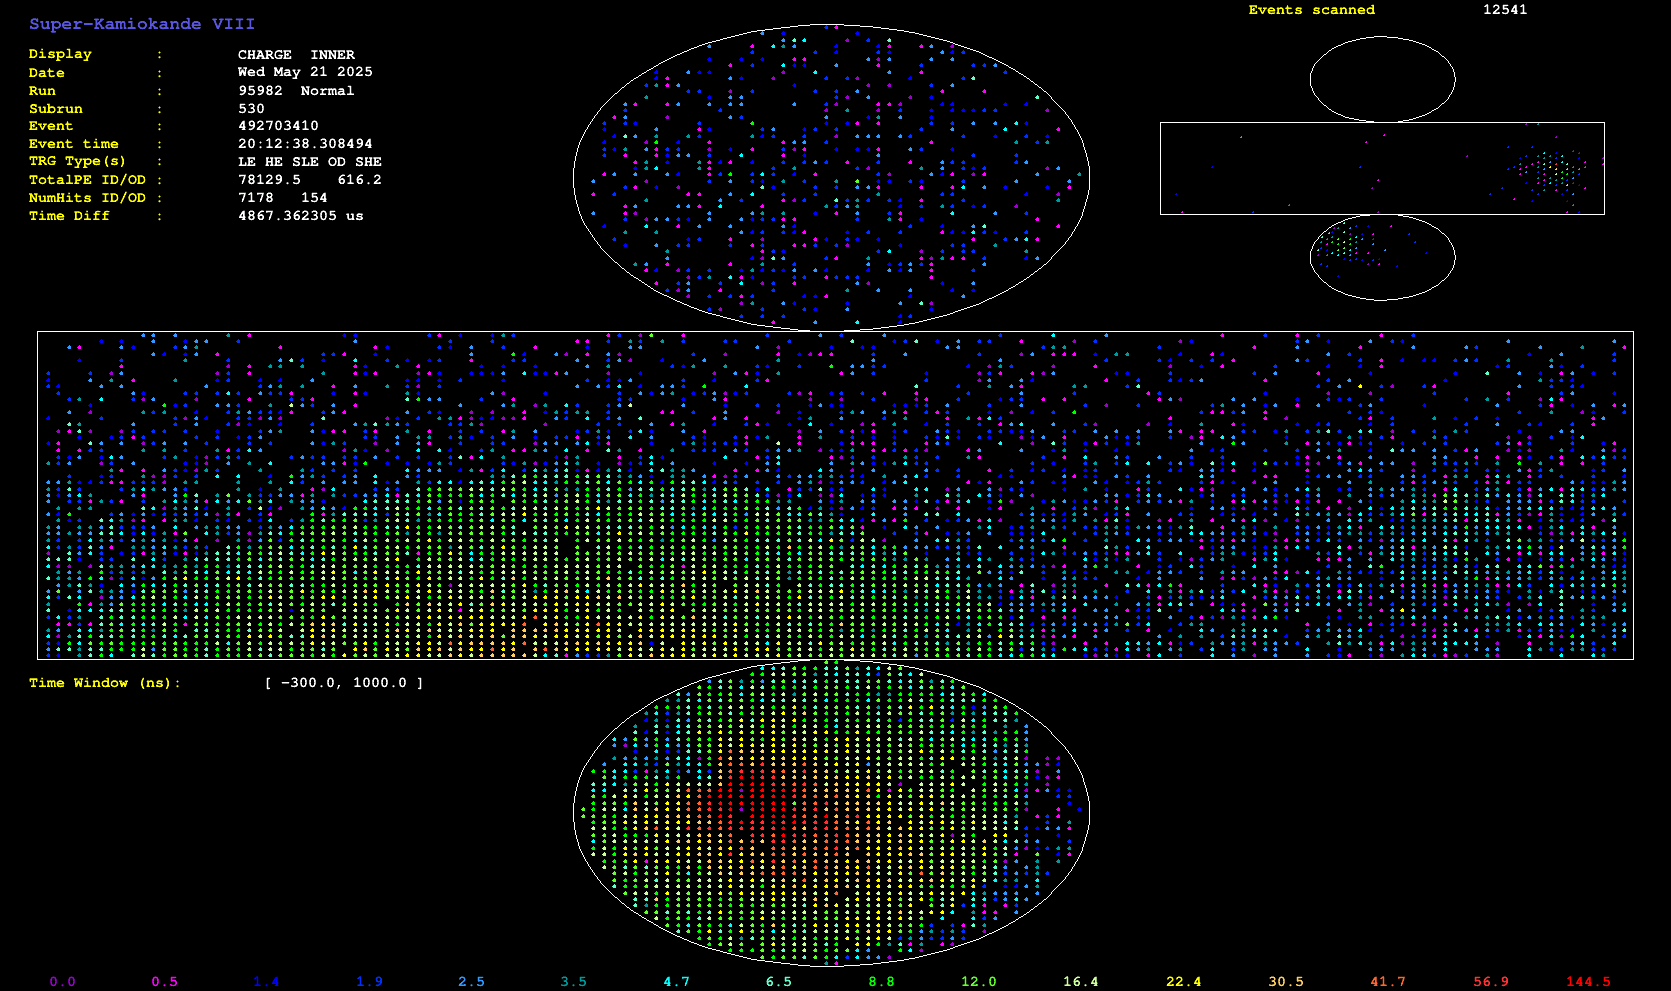 Super-Kamiokande VIII
Events scanned 12541
Display : CHARGE INNER
Date : Wed May 21 2025
Run : 95982 Normal
Subrun : 530
Event : 492703410
Event time : 20:12:38.308494
TRG Type(s) : LE HE SLE OD SHE
TotalPE ID/OD : 78129.5 616.2
NumHits ID/OD : 7178 154
Time Diff : 4867.362305 us
Time Window (ns): [ -300.0, 1000.0 ]
0.0 0.5 1.4 1.9 2.5 3.5 4.7 6.5 8.8 12.0 16.4 22.4 30.5 41.7 56.9 144.5